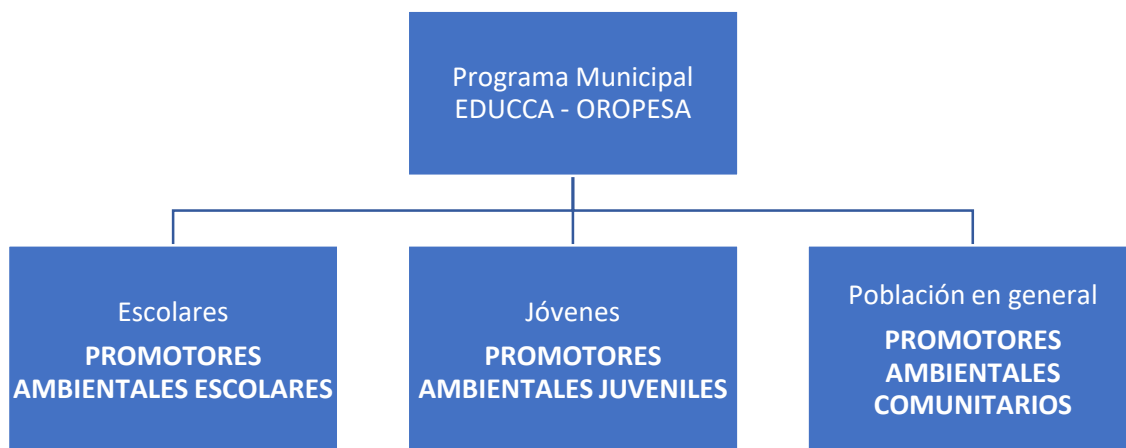 Programa Municipal
EDUCCA - OROPESA
Escolares
PROMOTORES
AMBIENTALES ESCOLARES
Jóvenes
PROMOTORES
AMBIENTALES JUVENILES
Población en general
PROMOTORES
AMBIENTALES
COMUNITARIOS